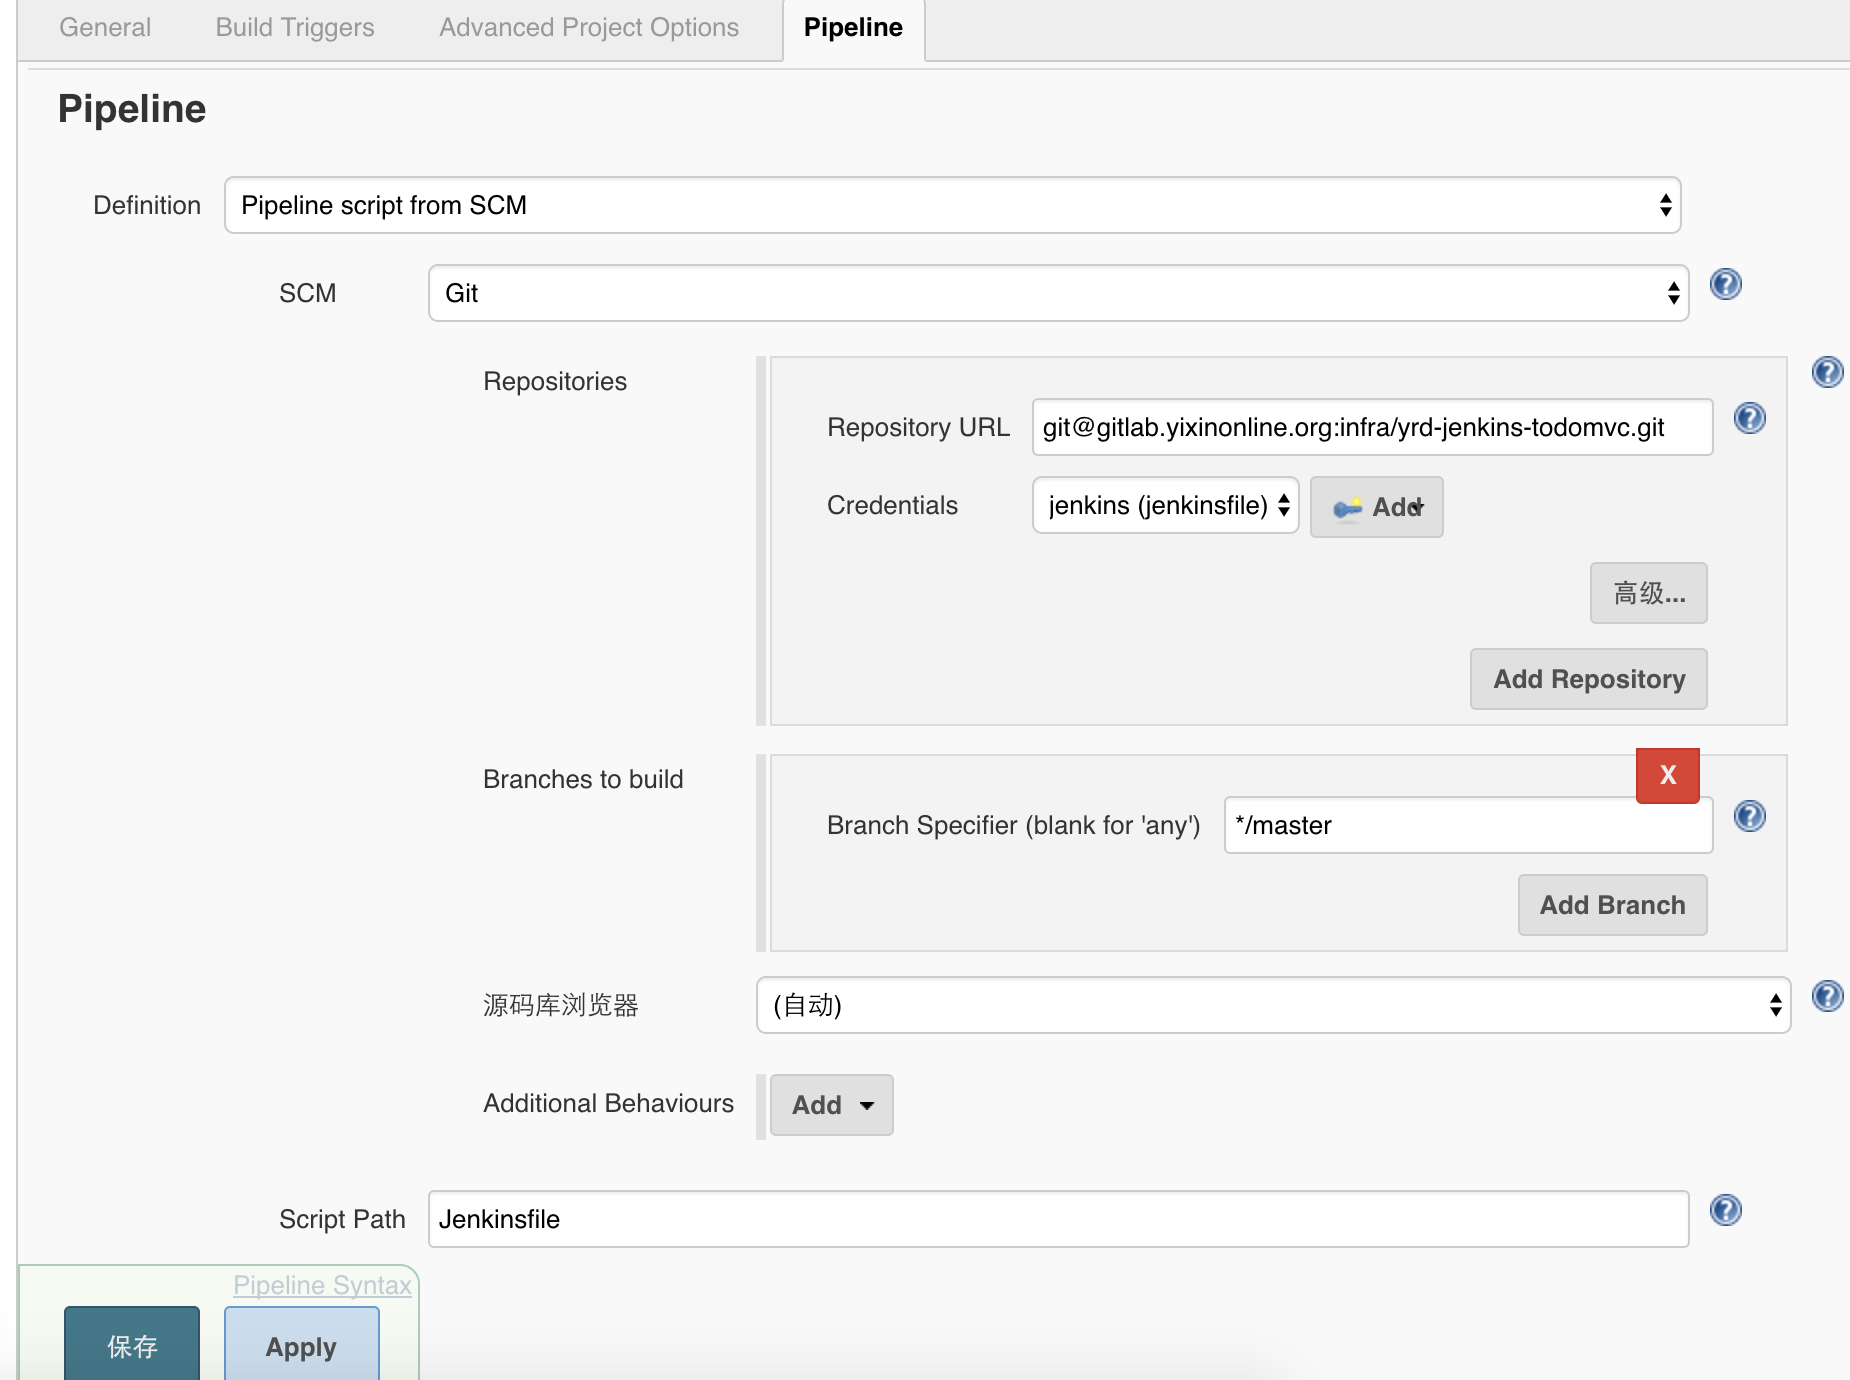 General Build Triggers Advanced Project Options Pipeline
Pipeline
Definition Pipeline script from SCM
SCM Git
Repositories
Repository URL git@gitlab.yixinonline.org:infra/yrd-jenkins-todomvc.git
Credentials jenkins (jenkinsfile) Add
高级...
Add Repository
Branches to build
X
Branch Specifier (blank for 'any') */master
Add Branch
源码库浏览器 (自动)
Additional Behaviours Add
Script Path Jenkinsfile
Pipeline Syntax
保存 Apply